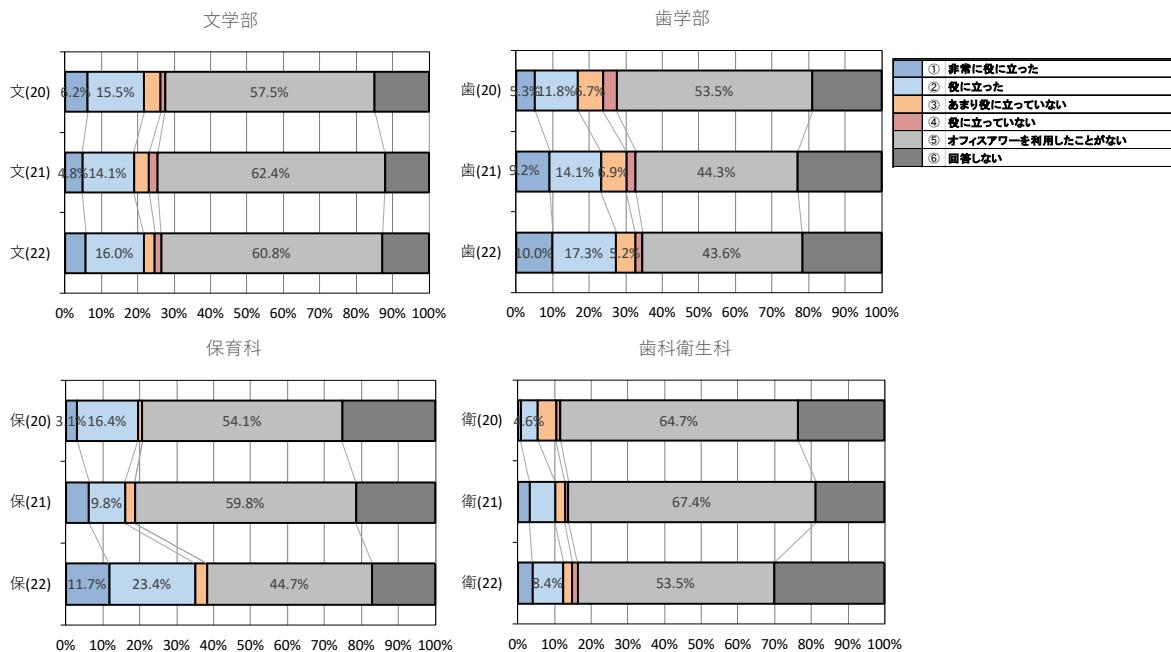 文学部
文(20) 6.2% 15.5% 57.5%
文(21) 4.8% 14.1% 62.4%
文(22) 16.0% 60.8%
0% 10% 20% 30% 40% 50% 60% 70% 80% 90% 100%
歯学部
歯(20) 5.3% 11.8% 6.7% 53.5%
歯(21) 9.2% 14.1% 6.9% 44.3%
歯(22) 10.0% 17.3% 5.2% 43.6%
0% 10% 20% 30% 40% 50% 60% 70% 80% 90% 100%
① 非常に役に立った
② 役に立った
③ あまり役に立っていない
④ 役に立っていない
⑤ オフィスアワーを利用したことがない
⑥ 回答しない
保育科
保(20) 3.1% 16.4% 54.1%
保(21) 9.8% 59.8%
保(22) 11.7% 23.4% 44.7%
0% 10% 20% 30% 40% 50% 60% 70% 80% 90% 100%
歯科衛生科
衛(20) 4.6% 64.7%
衛(21) 67.4%
衛(22) 8.4% 53.5%
0% 10% 20% 30% 40% 50% 60% 70% 80% 90% 100%